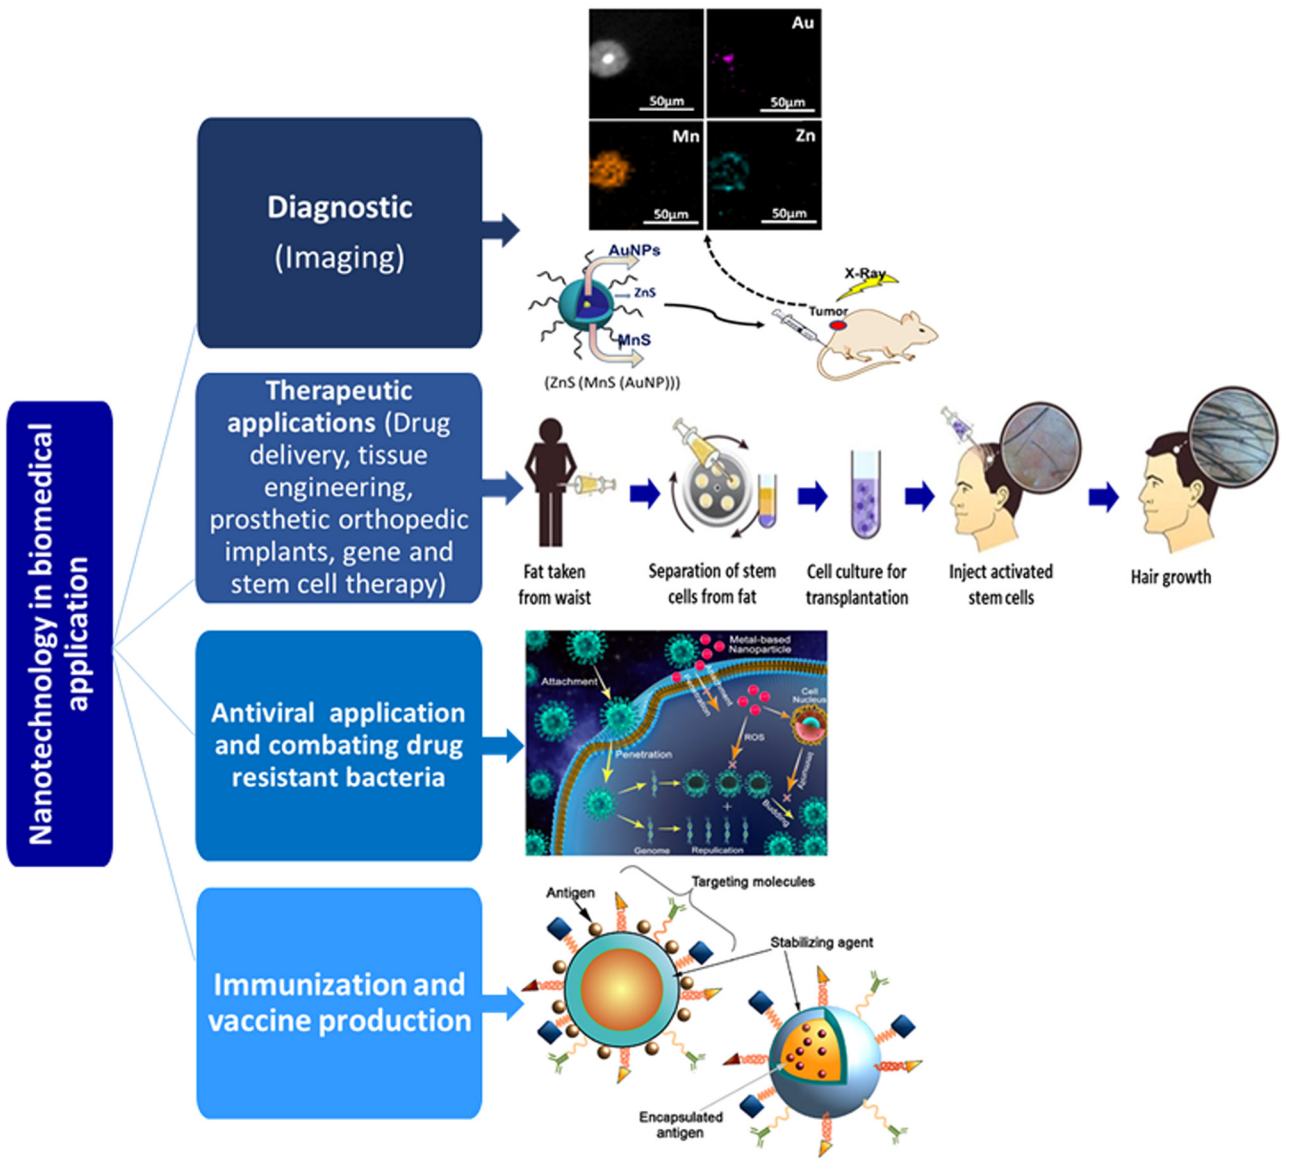 Nanotechnology in biomedical
application
Diagnostic
(Imaging)
Au
50µm
50µm
Mn
Zn
50µm
50µm
AuNPs
ZnS
MnS
(ZnS (MnS (AuNP)))
X-Ray
Tumor
Therapeutic
applications (Drug
delivery, tissue
engineering,
prosthetic orthopedic
implants, gene and
stem cell therapy)
Fat taken
from waist
Separation of stem
cells from fat
Cell culture for
transplantation
Inject activated
stem cells
Hair growth
Antiviral application
and combating drug
resistant bacteria
Metal-based
Nanoparticle
Attachment
Attachment
Penetration
Cell
Nucleus
ROS
Penetration
Immunity
Budding
+
Genome
Repulication
Immunization and
vaccine production
Targeting molecules
Antigen
Stabilizing agent
Encapsulated
antigen